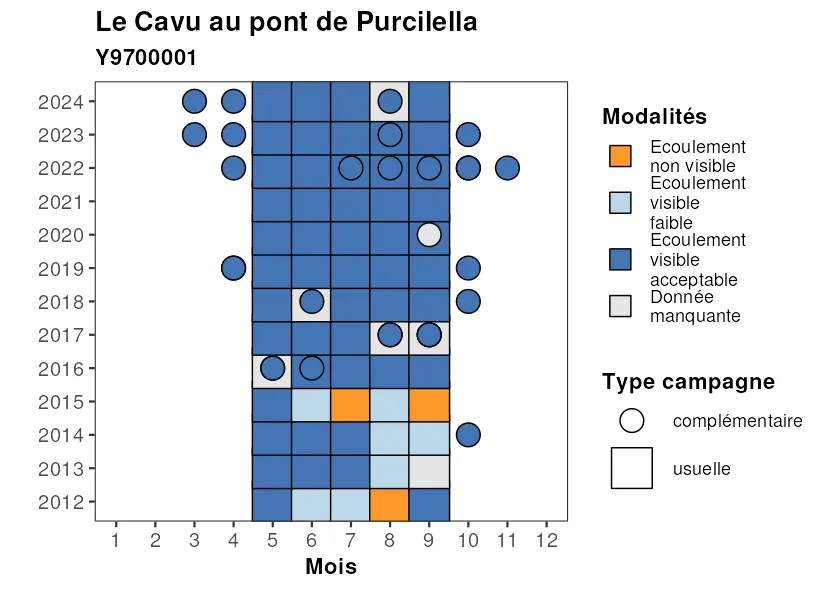 Le Cavu au pont de Purcilella
Y9700001
2024
2023
2022
2021
2020
2019
2018
2017
2016
2015
2014
2013
2012
1 2 3 4 5 6 7 8 9 10 11 12
Mois
Modalités
Ecoulement
non visible
Ecoulement
visible
faible
Ecoulement
visible
acceptable
Donnée
manquante
Type campagne
complémentaire
usuelle